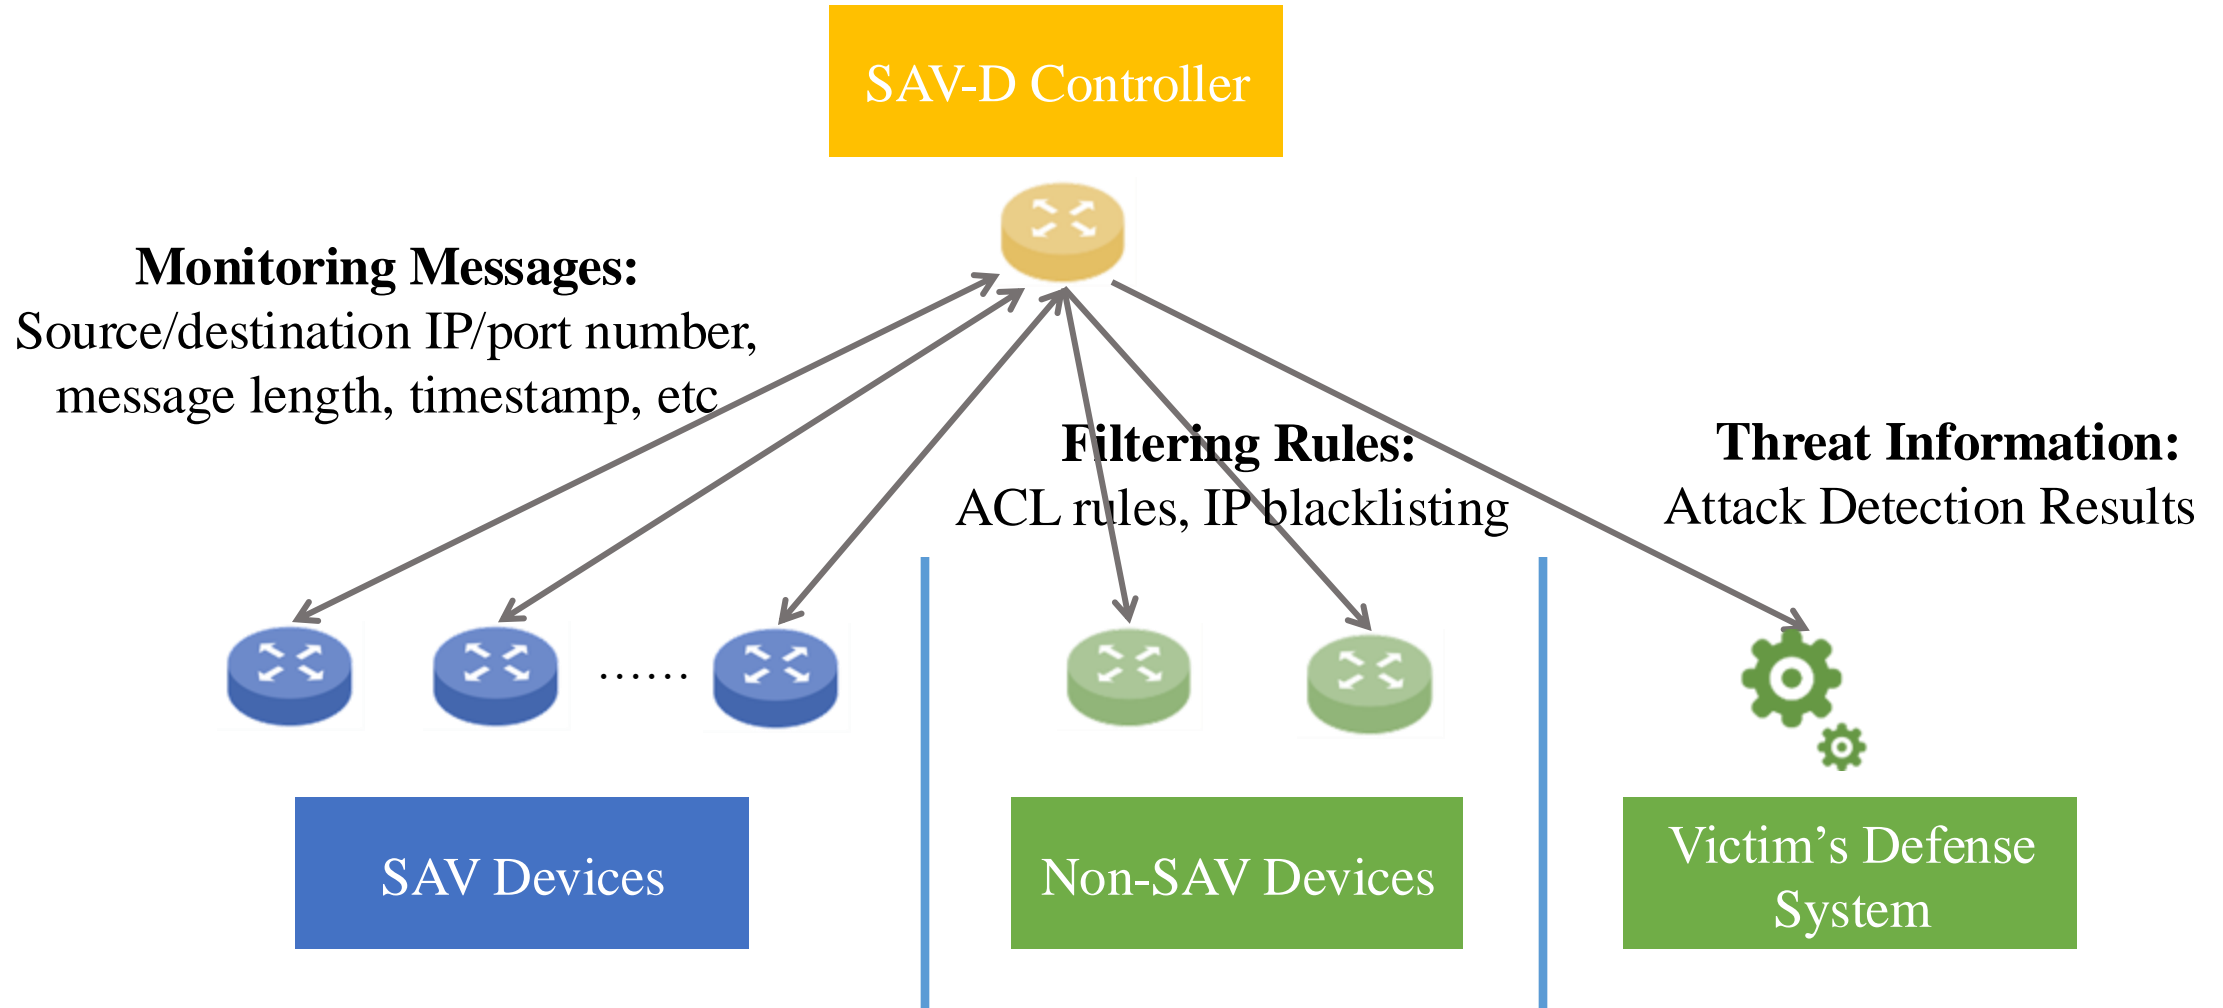 SAV-D Controller
Monitoring Messages:
Source/destination IP/port number,
message length, timestamp, etc
Filtering Rules:
ACL rules, IP blacklisting
Threat Information:
Attack Detection Results
……
SAV Devices
Non-SAV Devices
Victim’s Defense
System